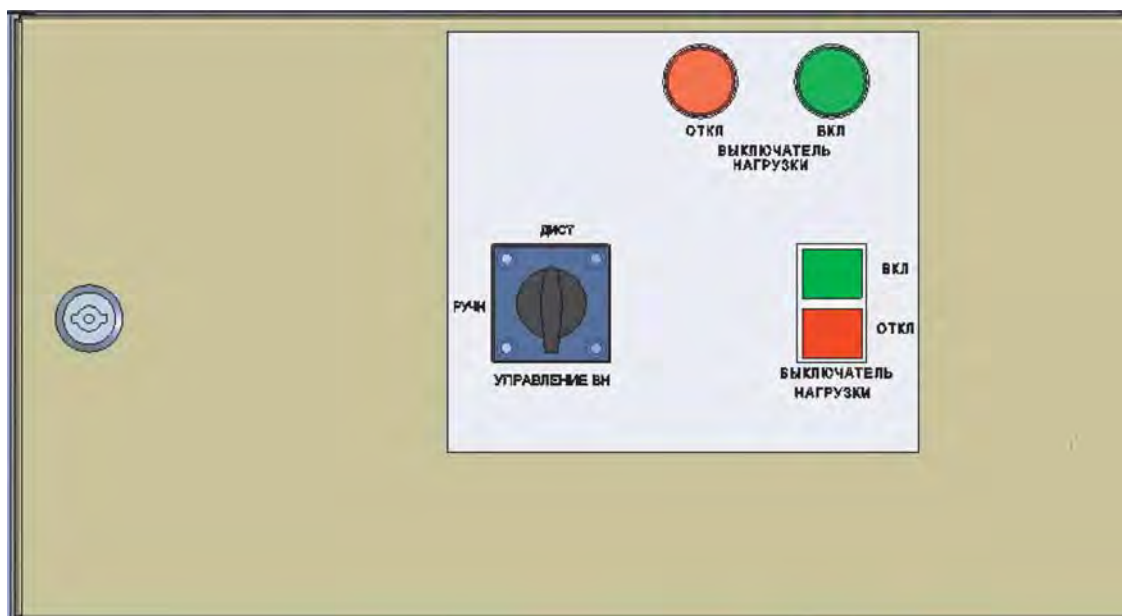 ОТКЛ
ВКЛ
ВЫКЛЮЧАТЕЛЬ
НАГРУЗКИ
ДИСТ
РУЧН
УПРАВЛЕНИЕ ВН
ВКЛ
ОТКЛ
ВЫКЛЮЧАТЕЛЬ
НАГРУЗКИ